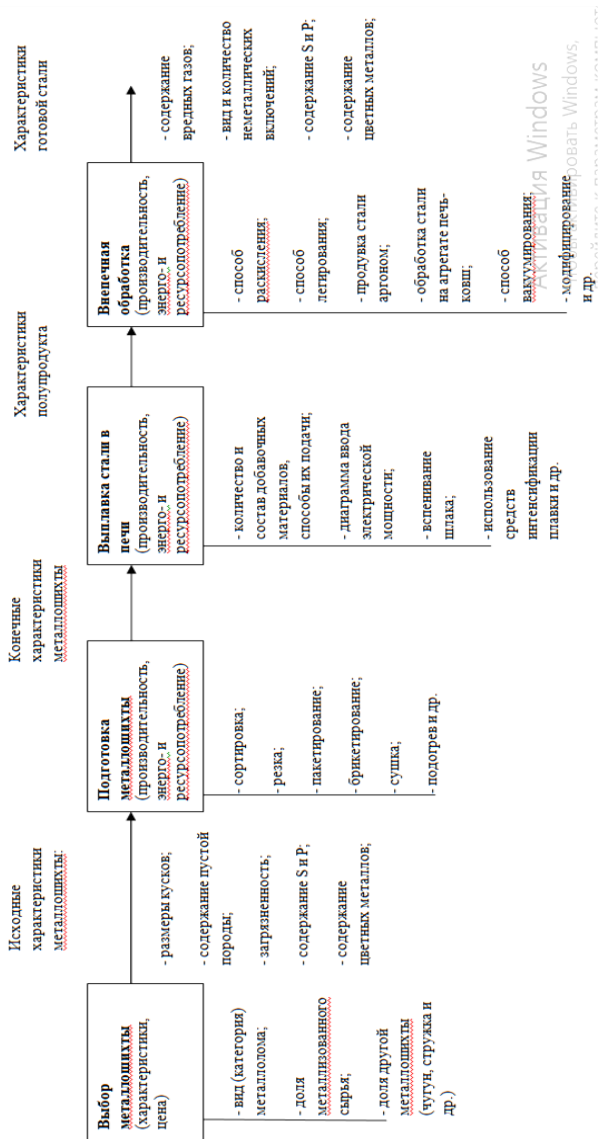 Исходные
характеристики
металлошихты:
Конечные
характеристики
металлошихты
Характеристики
полупродукта
Характеристики
готовой стали
Выбор
металлошихты
(характеристики,
цена)
- вид (категория)
металлолома;
- доля
металлизованного
сырья;
- доля другой
металлошихты
(чугун, стружка и
др.)
- размеры кусков;
- содержание пустой
породы;
- загрязненность;
- содержание S и P;
- содержание
цветных металлов;
Подготовка
металлошихты
(производительность,
энерго- и
ресурсопотребление)
- сортировка;
- резка;
- пакетирование;
- брикетирование;
- сушка;
- подогрев и др.
Выплавка стали в
печи
(производительность,
энерго- и
ресурсопотребление)
- количество и
состав добавочных
материалов,
способы их подачи;
- диаграмма ввода
электрической
мощности;
- вспенивание
шлака;
- использование
средств
интенсификации
плавки и др.
Внепечная
обработка
(производительность,
энерго- и
ресурсопотребление)
- способ
раскисления;
- способ
легирования;
- продувка стали
аргоном;
- обработка стали
на агрегате печь-
ковш;
- способ
вакуумирования;
- модифицирование
и др.
- содержание
вредных газов;
- вид и количество
неметаллических
включений;
- содержание S и P;
- содержание
цветных металлов;
Активация Windows
активировать Windows,
к параметрам